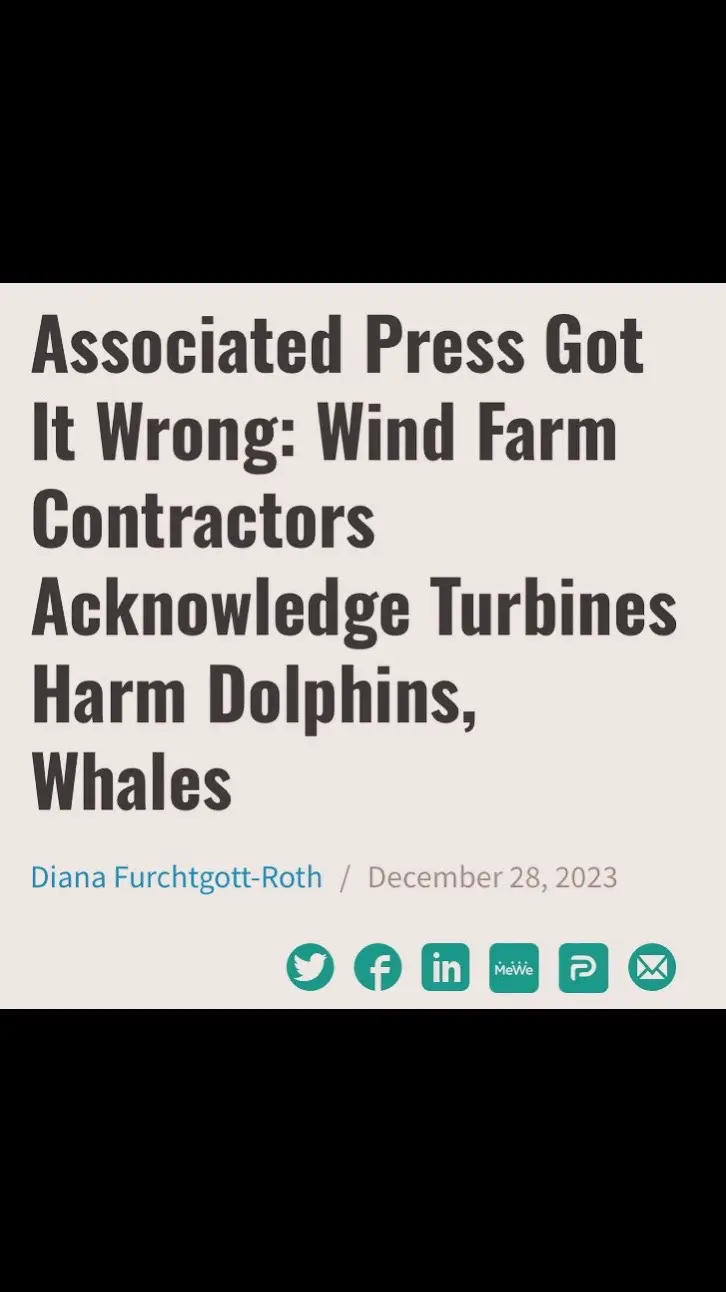 Associated Press Got
It Wrong: Wind Farm
Contractors
Acknowledge Turbines
Harm Dolphins,
Whales
Diana Furchtgott-Roth / December 28, 2023
MeWe